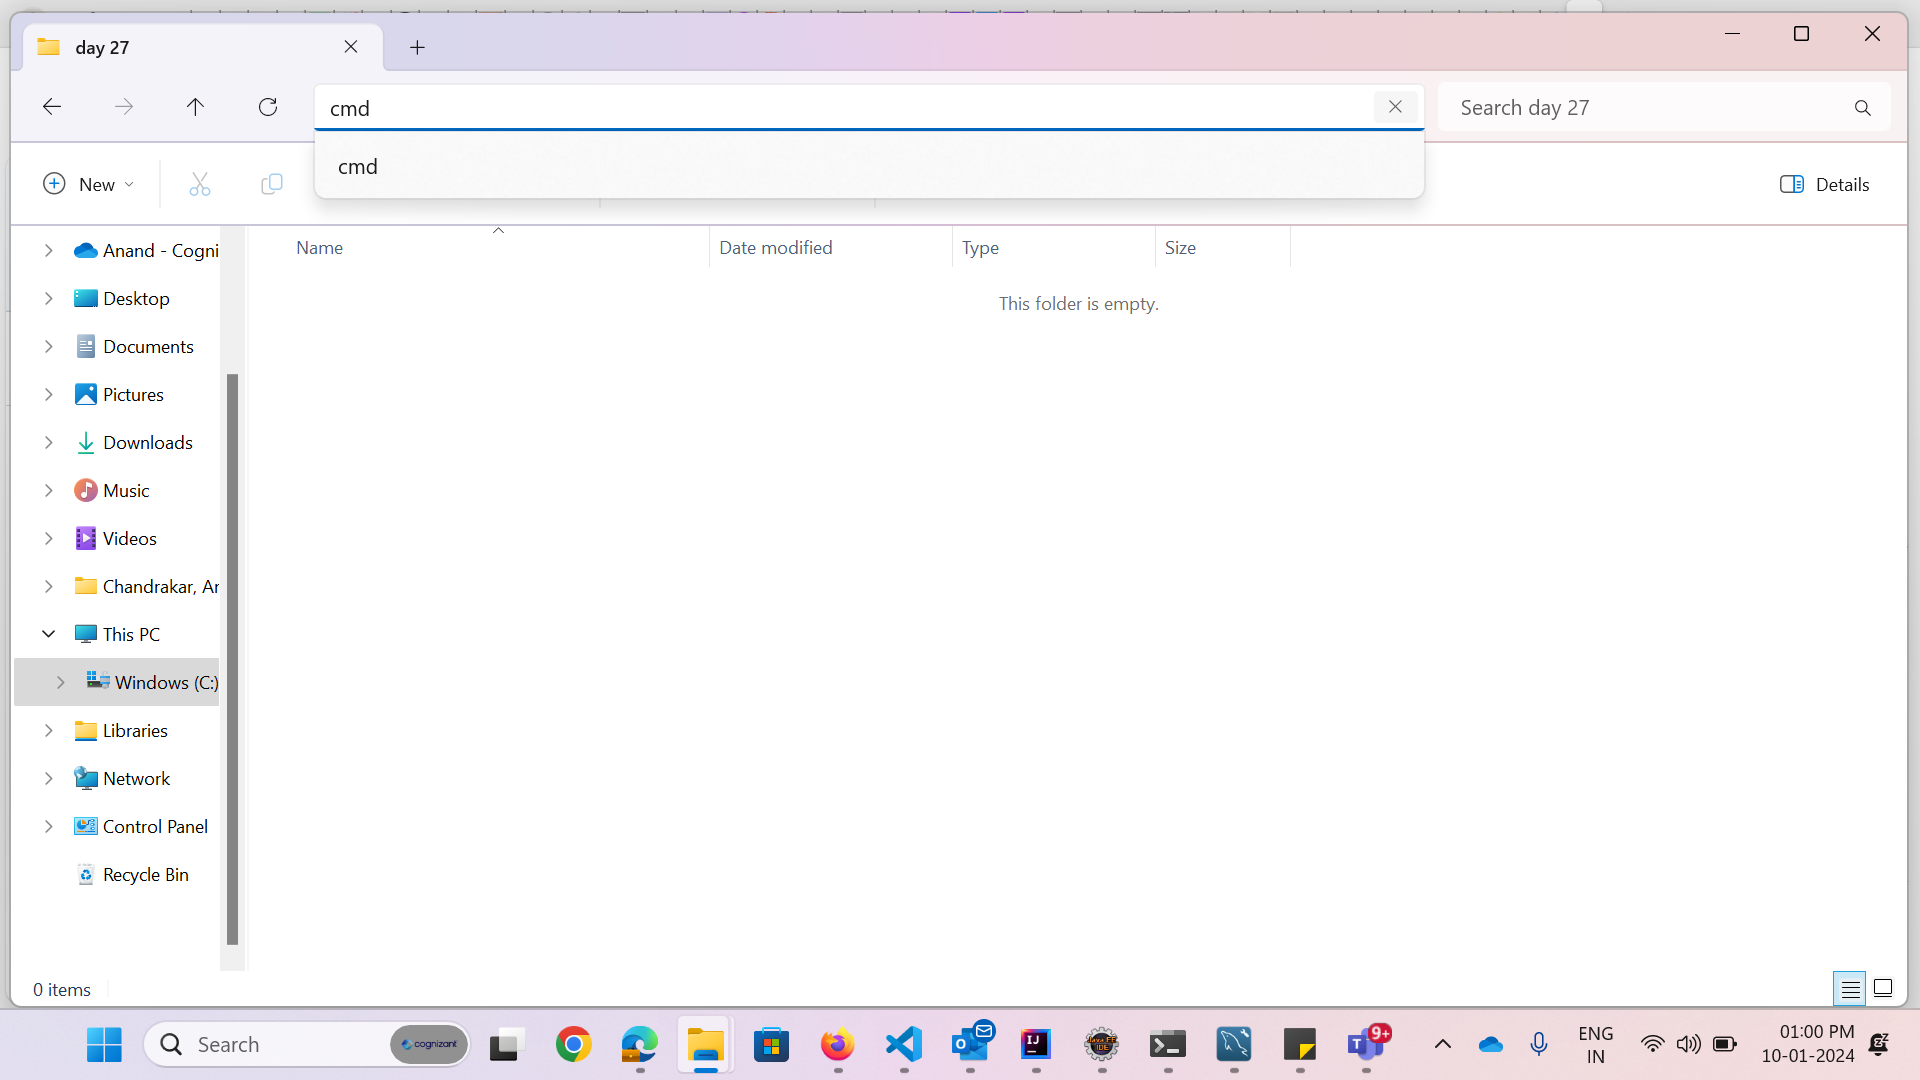 day 27
cmd
Search day 27
cmd
New
Details
Name
Date modified
Type
Size
This folder is empty.
Anand - Cogni
Desktop
Documents
Pictures
Downloads
Music
Videos
Chandrakar, Ar
This PC
Windows (C:)
Libraries
Network
Control Panel
Recycle Bin
0 items
Search
cognizant
9+
ENG
IN
01:00 PM
10-01-2024